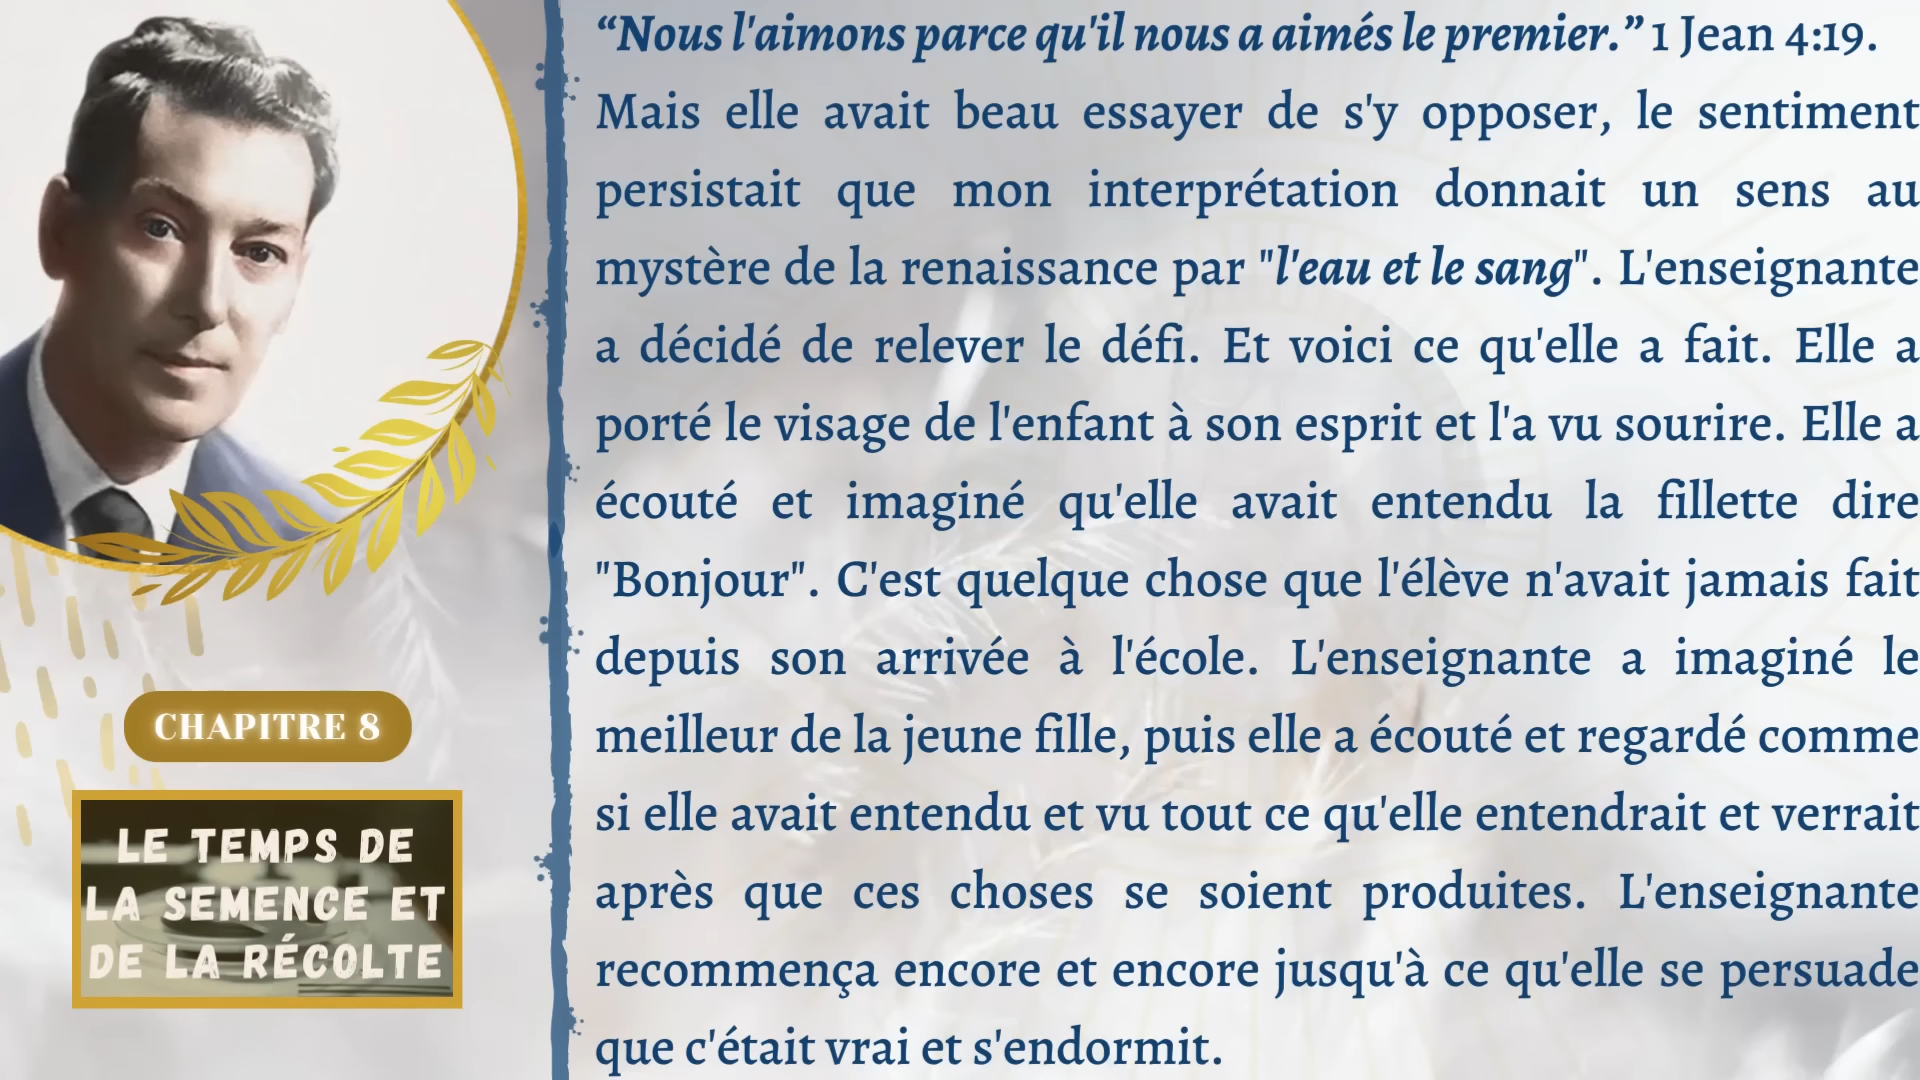 “Nous l'aimons parce qu'il nous a aimés le premier.” 1 Jean 4:19.
Mais elle avait beau essayer de s'y opposer, le sentiment
persistait que mon interprétation donnait un sens au
mystère de la renaissance par "l'eau et le sang". L'enseignante
a décidé de relever le défi. Et voici ce qu'elle a fait. Elle a
porté le visage de l'enfant à son esprit et l'a vu sourire. Elle a
écouté et imaginé qu'elle avait entendu la fillette dire
"Bonjour". C'est quelque chose que l'élève n'avait jamais fait
depuis son arrivée à l'école. L'enseignante a imaginé le
meilleur de la jeune fille, puis elle a écouté et regardé comme
si elle avait entendu et vu tout ce qu'elle entendrait et verrait
après que ces choses se soient produites. L'enseignante
recommença encore et encore jusqu'à ce qu'elle se persuade
que c'était vrai et s'endormit.
CHAPITRE 8
LE TEMPS DE
LA SEMENCE ET
DE LA RÉCOLTE